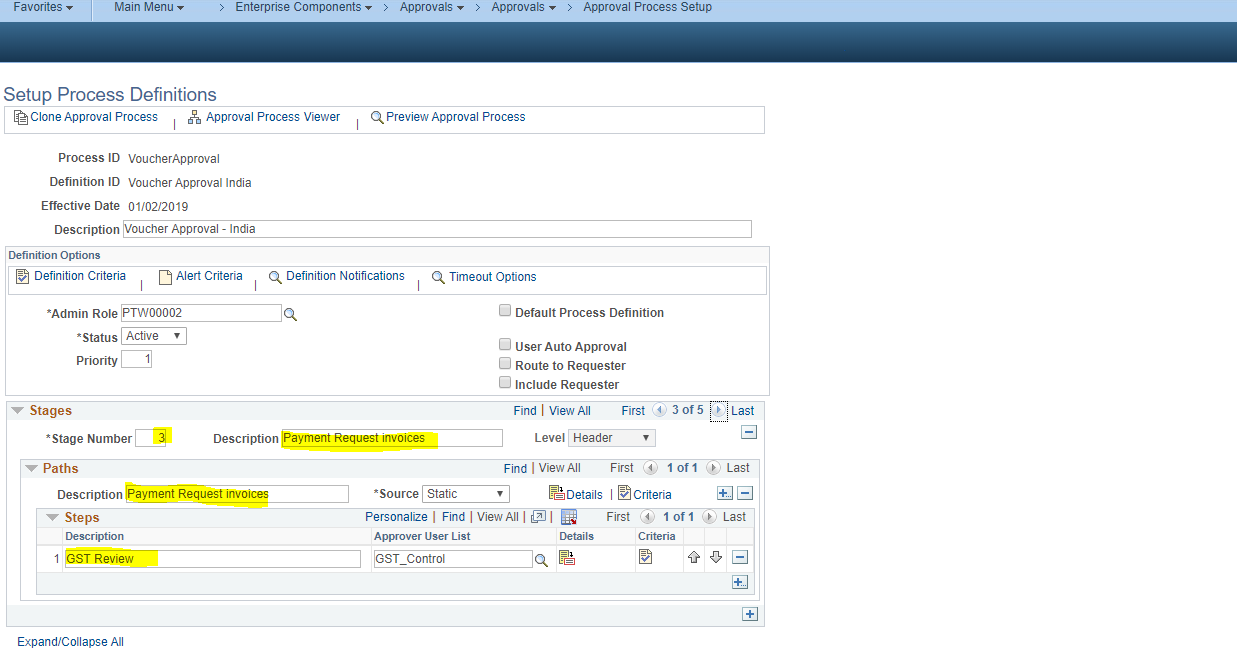 Favorites Main Menu > Enterprise Components > Approvals > Approvals > Approval Process Setup
Setup Process Definitions
Clone Approval Process | Approval Process Viewer | Preview Approval Process
Process ID VoucherApproval
Definition ID Voucher Approval India
Effective Date 01/02/2019
Description Voucher Approval - India
Definition Options
Definition Criteria | Alert Criteria | Definition Notifications | Timeout Options
*Admin Role PTW00002 Default Process Definition
*Status Active
Priority 1 User Auto Approval
Route to Requester
Include Requester
Stages Find | View All First 3 of 5 Last
*Stage Number 3 Description Payment Request invoices Level Header
Paths Find | View All First 1 of 1 Last
Description Payment Request invoices *Source Static Details | Criteria
Steps Personalize | Find | View All | | First 1 of 1 Last
Description Approver User List Details Criteria
1 GST Review GST_Control
Expand/Collapse All